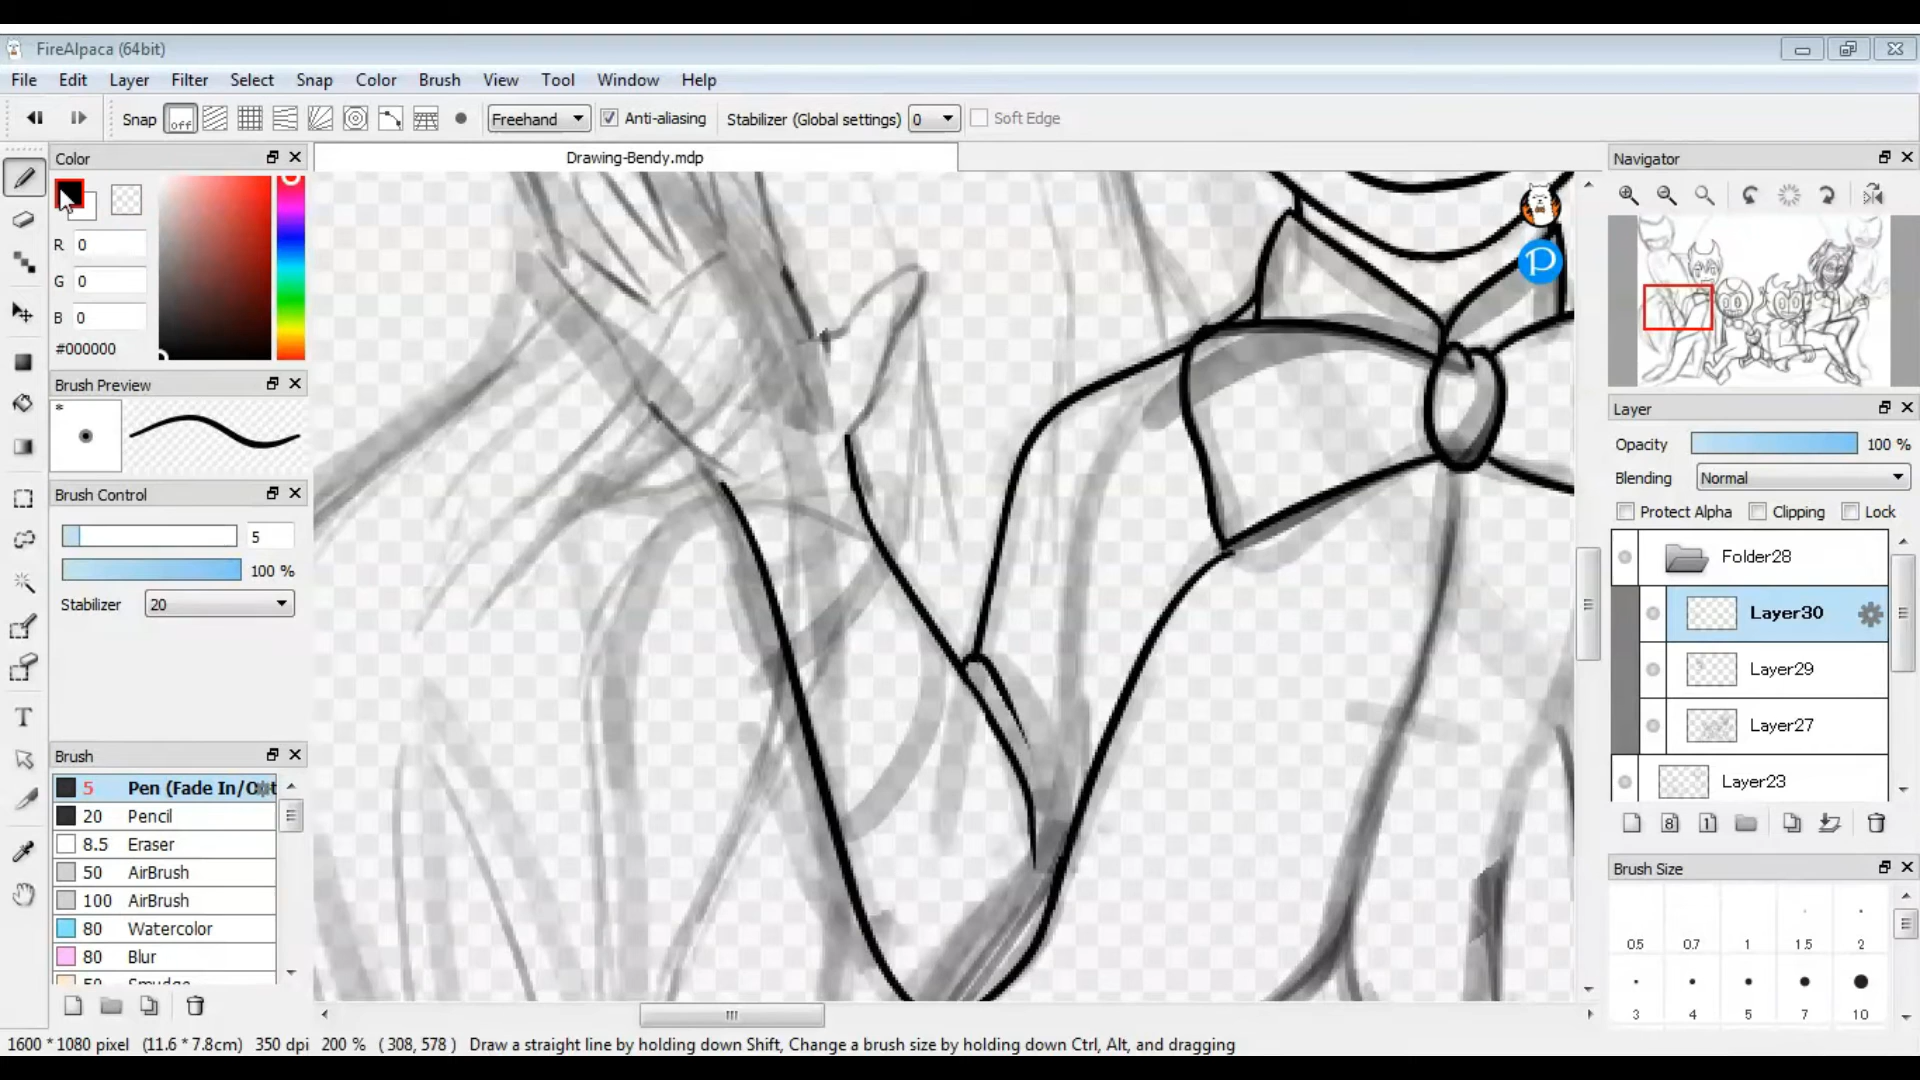 FireAlpaca (64bit)
File Edit Layer Filter Select Snap Color Brush View Tool Window Help
Snap off Freehand Anti-aliasing Stabilizer (Global settings) 0 Soft Edge
Color
R 0
G 0
B 0
#000000
Brush Preview
*
Brush Control
5
100 %
Stabilizer 20
Brush
5 Pen (Fade In/Out
20 Pencil
8.5 Eraser
50 AirBrush
100 AirBrush
80 Watercolor
80 Blur
50 Smudge
T
Drawing-Bendy.mdp
P
Navigator
Layer
Opacity 100 %
Blending Normal
Protect Alpha Clipping Lock
Folder28
Layer30
Layer29
Layer27
Layer23
8 1
Brush Size
0.5 0.7 1 1.5 2
3 4 5 7 10
1600 * 1080 pixel (11.6 * 7.8cm) 350 dpi 200 % ( 308, 578 ) Draw a straight line by holding down Shift, Change a brush size by holding down Ctrl, Alt, and dragging